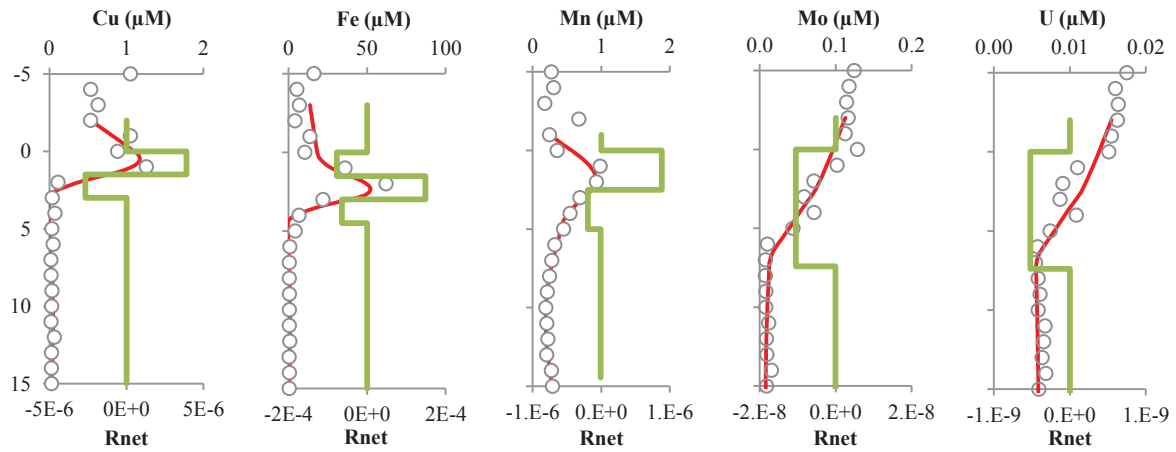 Cu (µM) Fe (µM) Mn (µM) Mo (µM) U (µM)
0 1 2 0 50 100 0 1 2 0.0 0.1 0.2 0.00 0.01 0.02
-5
0
5
10
15
-5E-6 0E+0 5E-6 -2E-4 0E+0 2E-4 -1.E-6 0.E+0 1.E-6 -2.E-8 0.E+0 2.E-8 -1.E-9 0.E+0 1.E-9
Rnet Rnet Rnet Rnet Rnet